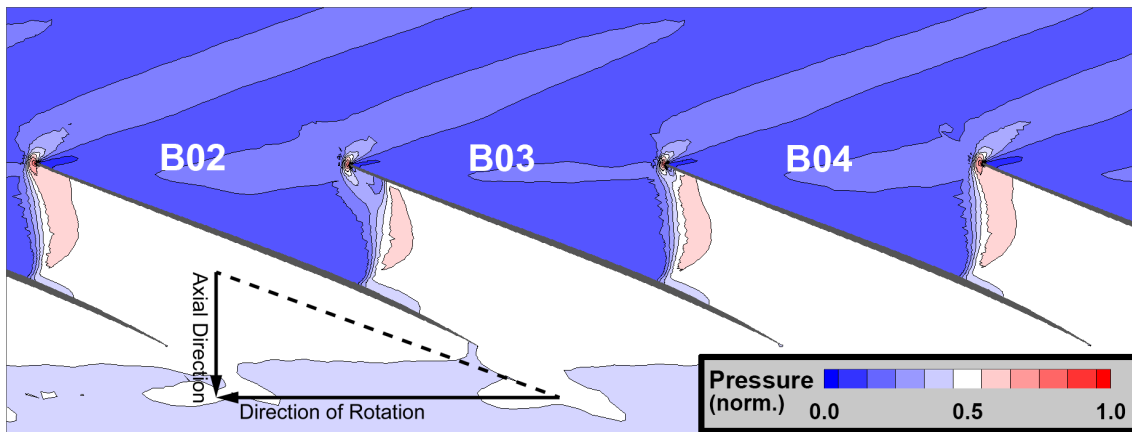 B02
B03
B04
Axial Direction
Direction of Rotation
Pressure
(norm.)
0.0
0.5
1.0